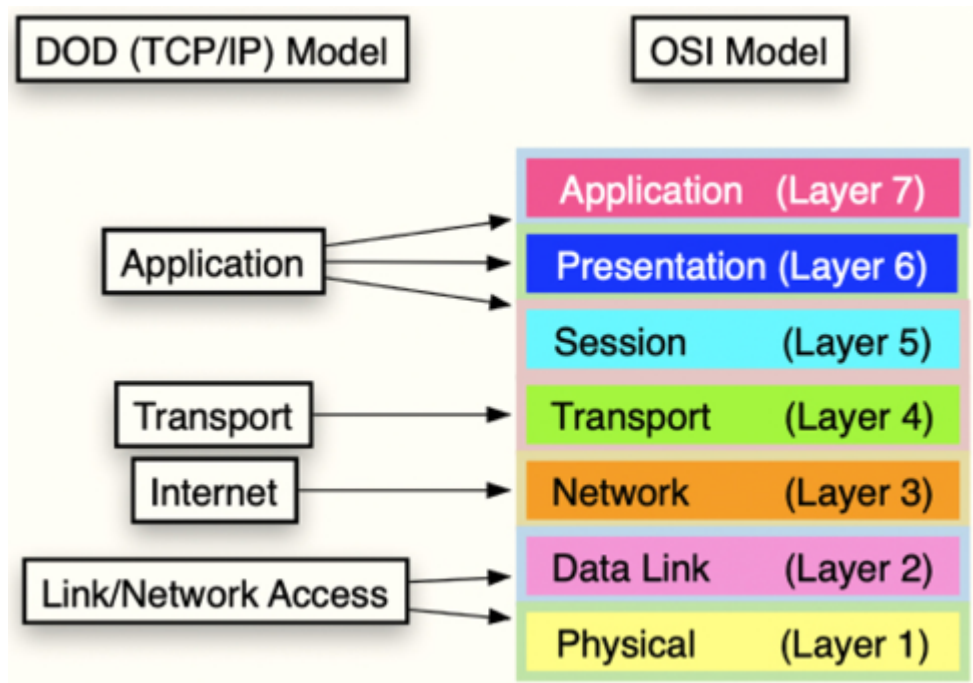 DOD (TCP/IP) Model
OSI Model
Application
Transport
Internet
Link/Network Access
Application (Layer 7)
Presentation (Layer 6)
Session (Layer 5)
Transport (Layer 4)
Network (Layer 3)
Data Link (Layer 2)
Physical (Layer 1)